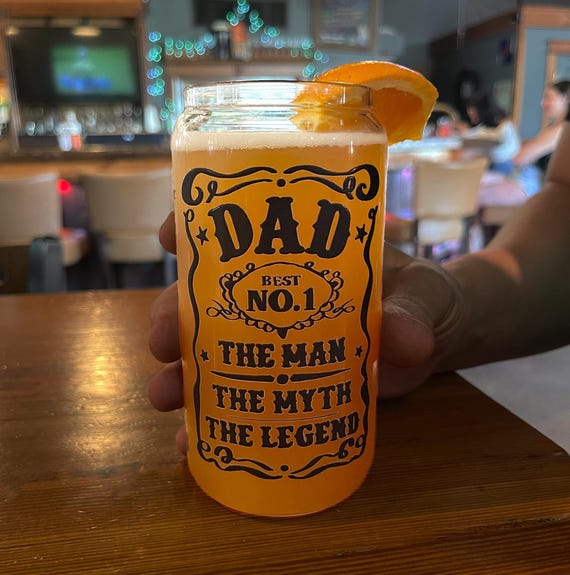 DAD
BEST
NO.1
THE MAN
THE MYTH
THE LEGEND